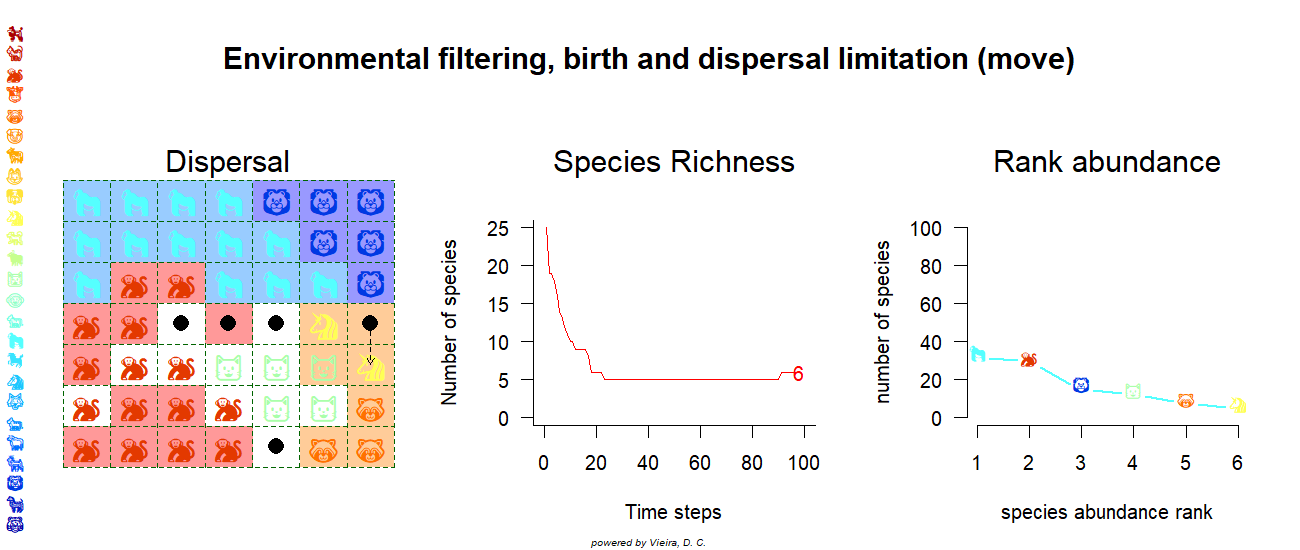 Environmental filtering, birth and dispersal limitation (move)
Dispersal
Species Richness
Rank abundance
Number of species
25
20
15
10
5
0
6
0 20 40 60 80 100
Time steps
number of species
100
80
60
40
20
0
1 2 3 4 5 6
species abundance rank
powered by Vieira, D. C.